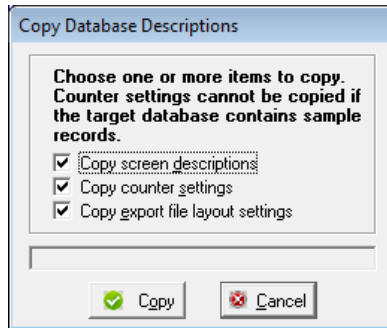 Copy Database Descriptions
Choose one or more items to copy.
Counter settings cannot be copied if
the target database contains sample
records.
Copy screen descriptions
Copy counter settings
Copy export file layout settings
Copy
Cancel